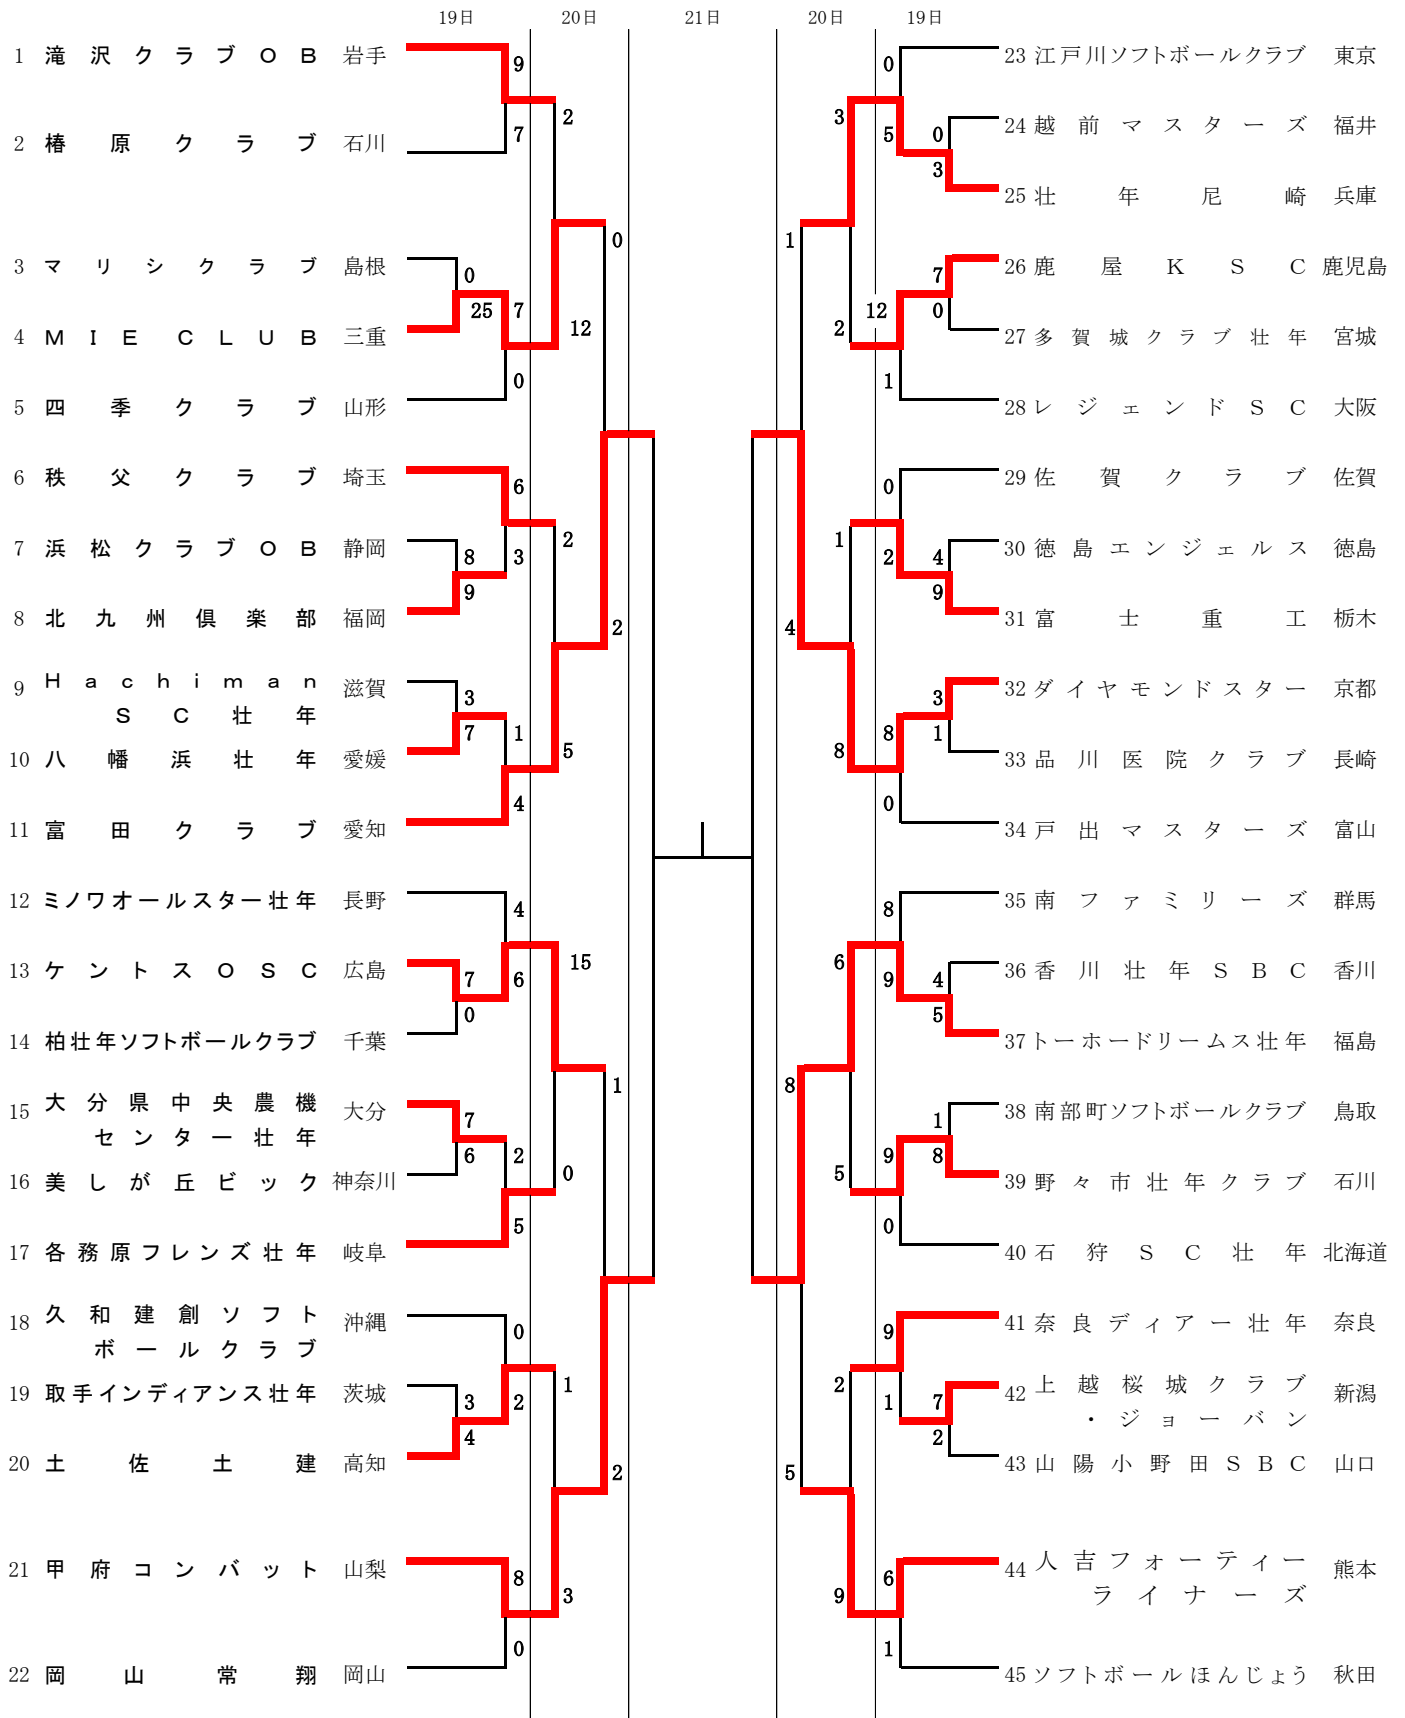 19日 20日 21日 20日 19日
1 滝沢クラブOB 岩手
9
7
2 椿原クラブ 石川
2
3 マリシクラブ 島根
0
25
7
4 MIE CLUB 三重
12
0
0
5 四季クラブ 山形
6 秩父クラブ 埼玉
6
7 浜松クラブOB 静岡
8
3
2
9
8 北九州倶楽部 福岡
2
9 Hachiman
SC壮年
滋賀
3
7
1
5
10 八幡浜壮年 愛媛
4
11 富田クラブ 愛知
12 ミノワオールスター壮年 長野
4
15
13 ケントスOSC 広島
7
6
0
14 柏壮年ソフトボールクラブ 千葉
1
15 大分県中央農機
センター壮年
大分
7
6
2
0
16 美しが丘ビック 神奈川
5
17 各務原フレンズ壮年 岐阜
18 久和建創ソフト
ボールクラブ
沖縄
0
1
19 取手インディアンス壮年 茨城
3
2
4
20 土佐土建 高知
2
21 甲府コンバット 山梨
8
3
0
22 岡山常翔 岡山
23 江戸川ソフトボールクラブ 東京
0
3
5
24 越前マスターズ 福井
0
3
25 壮年尼崎 兵庫
1
26 鹿屋KSC 鹿児島
7
12
0
2
27 多賀城クラブ壮年 宮城
1
28 レジェンドSC 大阪
29 佐賀クラブ 佐賀
0
1
2
30 徳島エンジェルス 徳島
4
9
31 富士重工 栃木
4
32 ダイヤモンドスター 京都
3
8
1
8
33 品川医院クラブ 長崎
0
34 戸出マスターズ 富山
35 南ファミリーズ 群馬
8
6
9
36 香川壮年SBC 香川
4
5
37 トーホードリームス壮年 福島
8
38 南部町ソフトボールクラブ 鳥取
1
9
8
5
39 野々市壮年クラブ 石川
0
40 石狩SC壮年 北海道
41 奈良ディアー壮年 奈良
9
2
1
42 上越桜城クラブ
・ジョーバン
新潟
7
2
43 山陽小野田SBC 山口
5
44 人吉フォーティー
ライナーズ
熊本
6
9
1
45 ソフトボールほんじょう 秋田